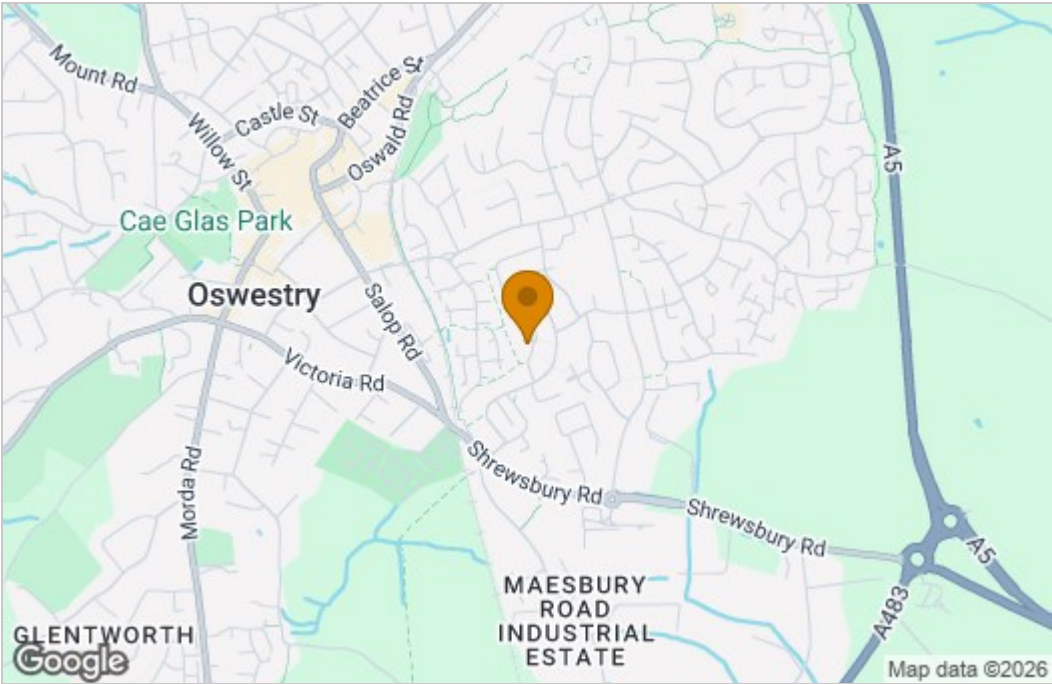 Mount Rd
Castle St
Beatrice St
Willow St
Oswald Rd
A5
Cae Glas Park
Oswestry
Salop Rd
Victoria Rd
Shrewsbury Rd
Morda Rd
Shrewsbury Rd
A5
MAESBURY
ROAD
INDUSTRIAL
ESTATE
A483
GLENTWORTH
Google
Map data ©2026